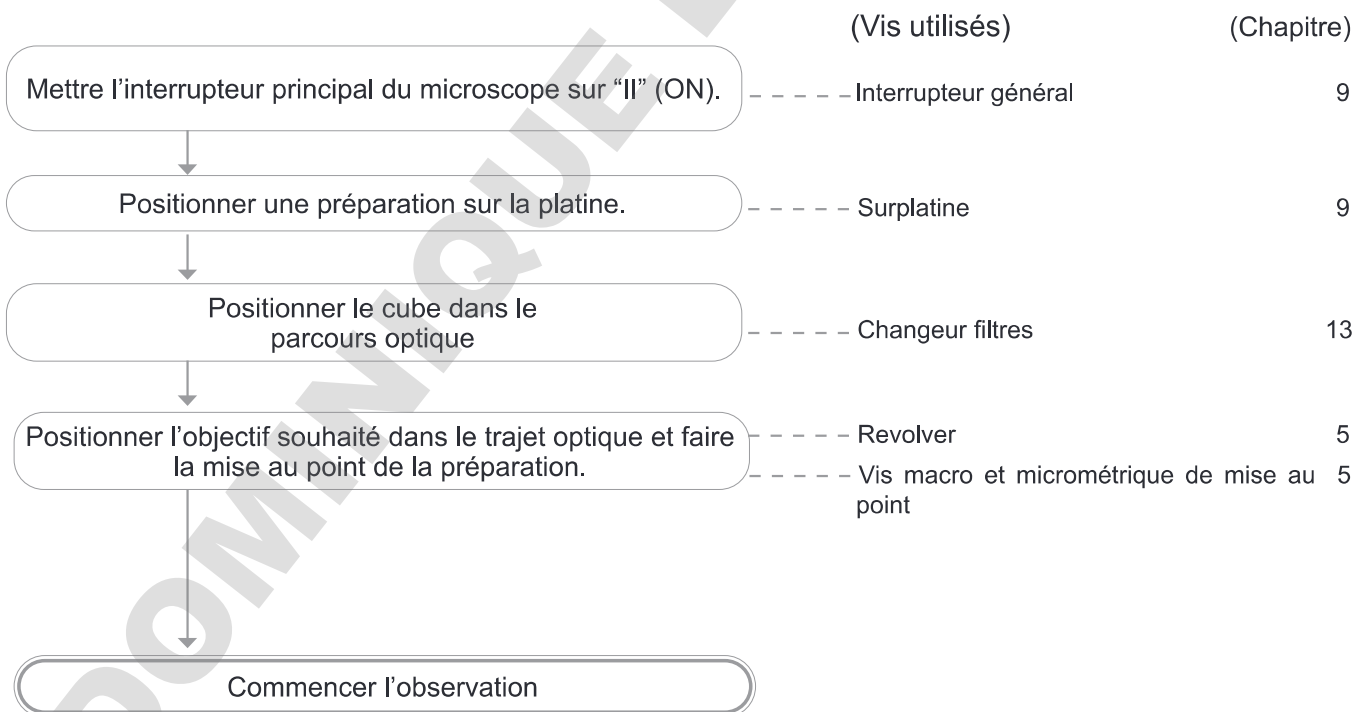 (Vis utilisés) (Chapitre)
Mettre l'interrupteur principal du microscope sur “II” (ON). Interrupteur général 9
Positionner une préparation sur la platine. Surplatine 9
Positionner le cube dans le
parcours optique
Changeur filtres 13
Positionner l'objectif souhaité dans le trajet optique et faire
la mise au point de la préparation.
Revolver 5
Vis macro et micrométrique de mise au 5
point
Commencer l'observation
DOMINIQUE